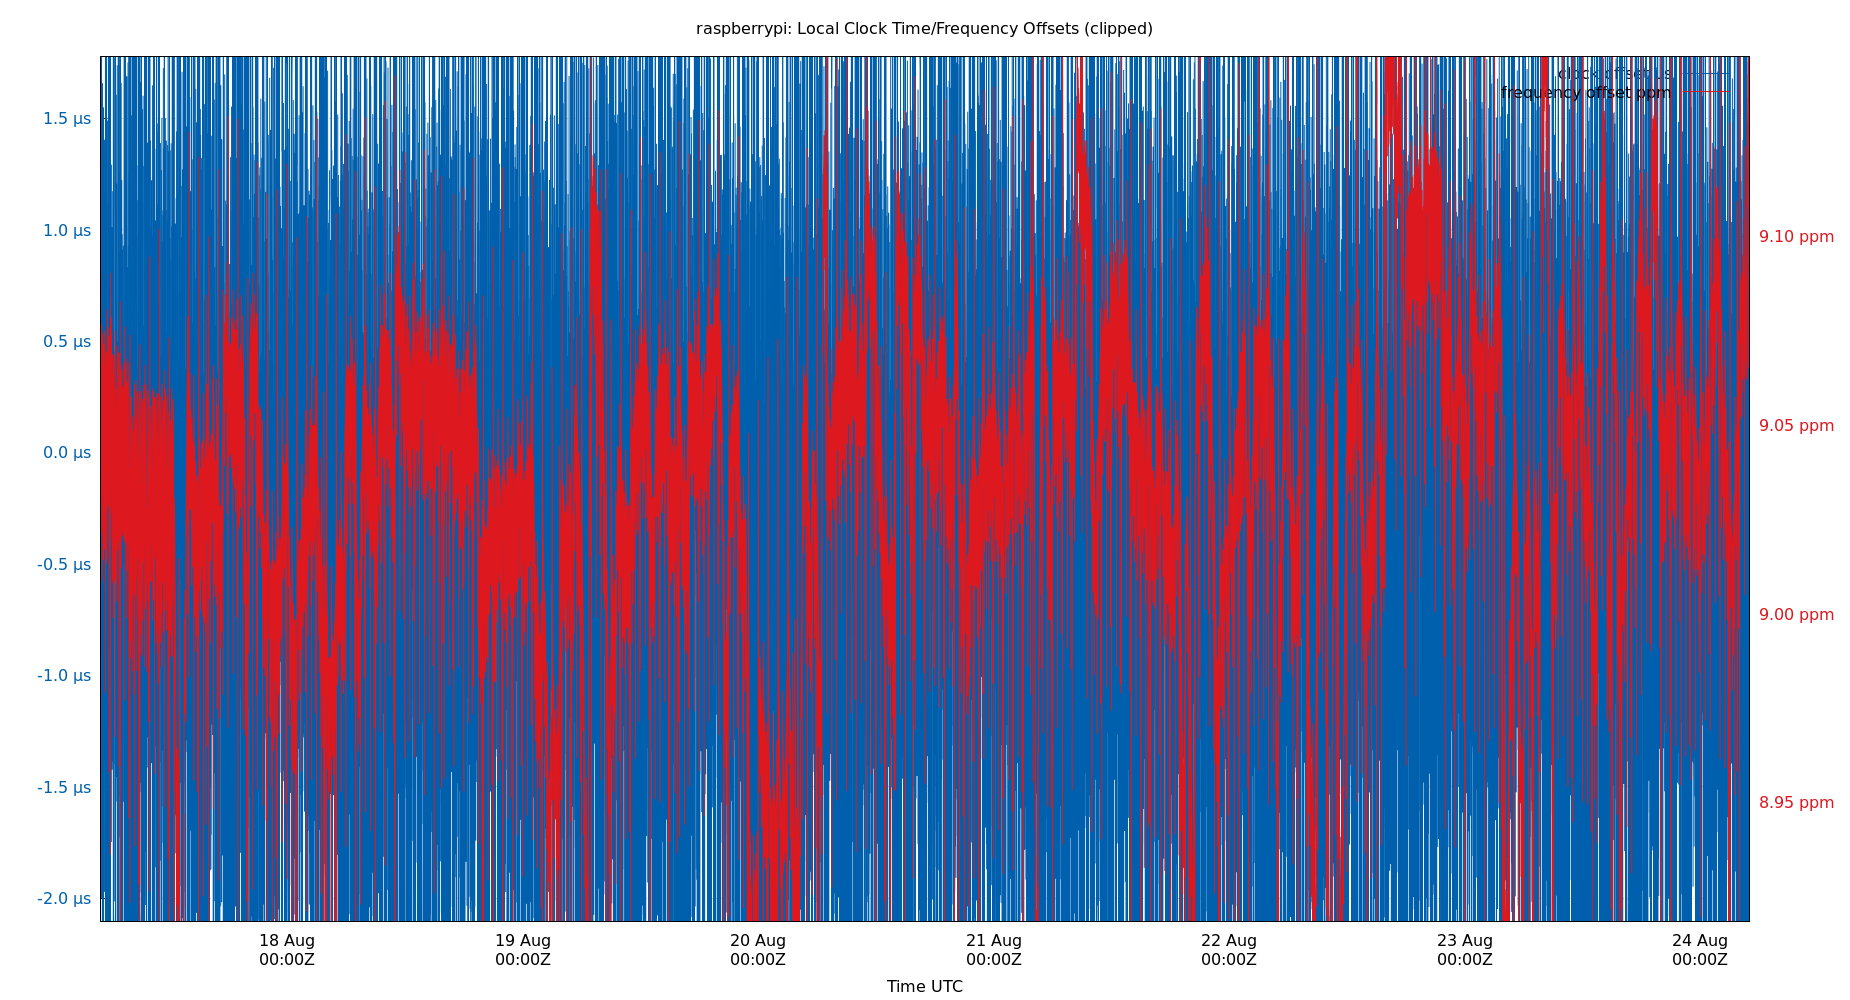 raspberrypi: Local Clock Time/Frequency Offsets (clipped)
clock offset µs
frequency offset ppm
1.5 µs
1.0 µs
0.5 µs
0.0 µs
-0.5 µs
-1.0 µs
-1.5 µs
-2.0 µs
9.10 ppm
9.05 ppm
9.00 ppm
8.95 ppm
18 Aug
00:00Z
19 Aug
00:00Z
20 Aug
00:00Z
21 Aug
00:00Z
22 Aug
00:00Z
23 Aug
00:00Z
24 Aug
00:00Z
Time UTC